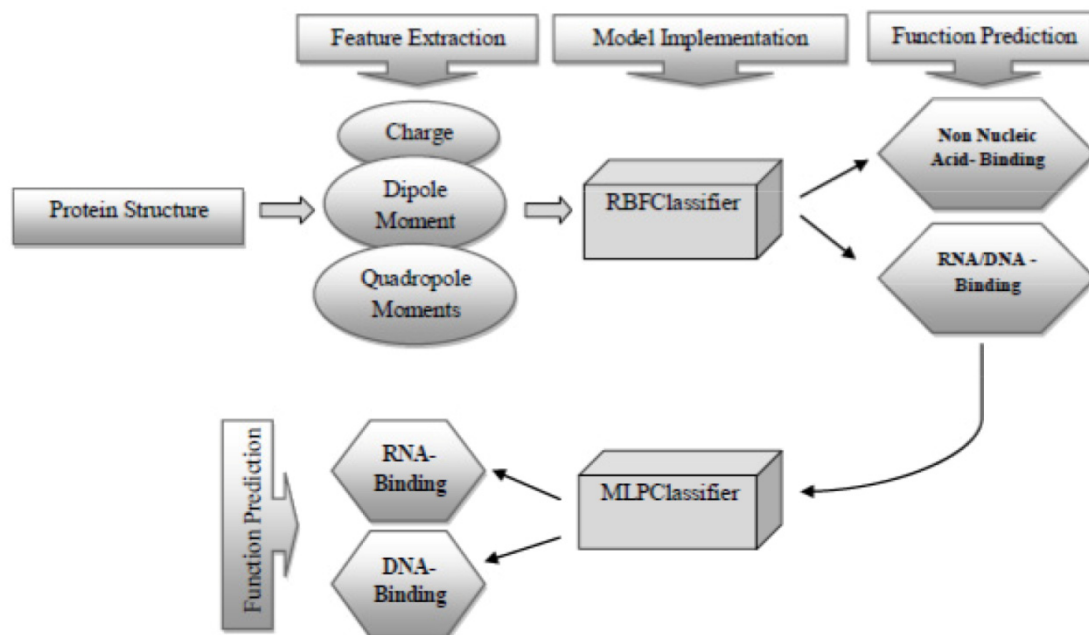 Feature Extraction
Model Implementation
Function Prediction
Charge
Non Nucleic
Acid- Binding
Protein Structure
Dipole
Moment
RBFClassifier
Quadropole
Moments
RNA/DNA -
Binding
Function Prediction
RNA-
Binding
MLPClassifier
DNA-
Binding